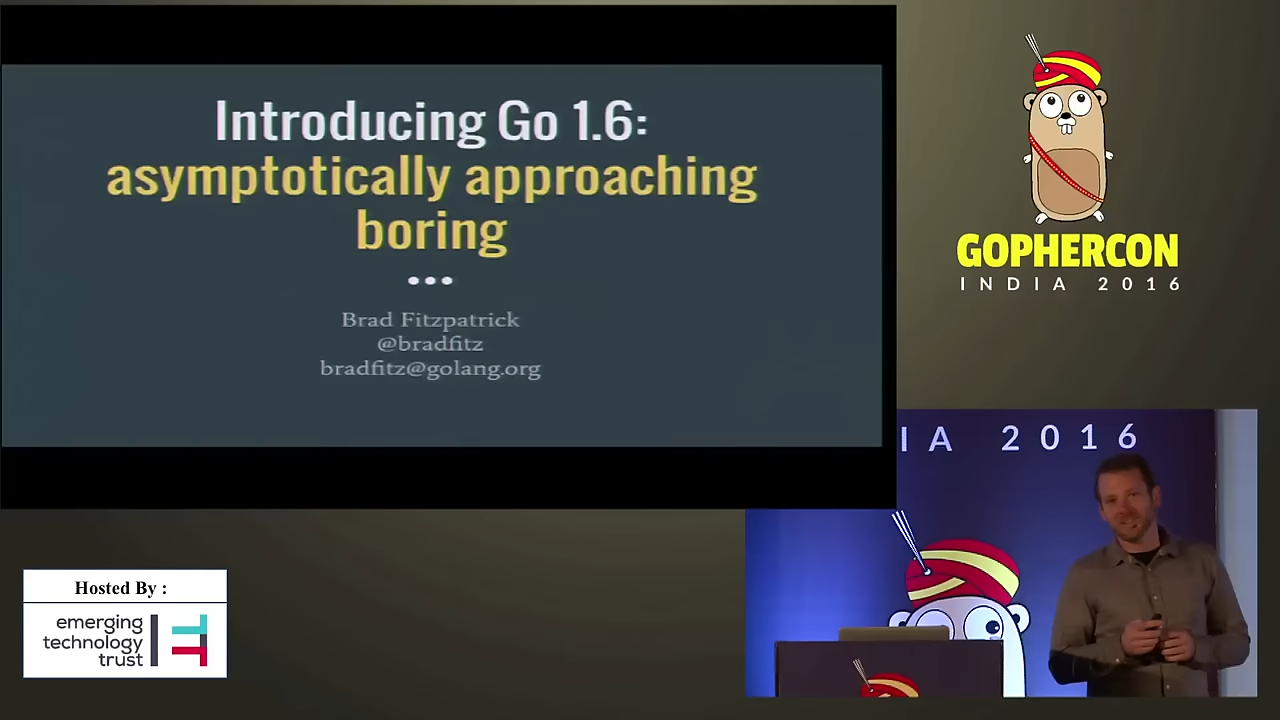 Introducing Go 1.6:
asymptotically approaching
boring
Brad Fitzpatrick
@bradfitz
bradfitz@golang.org
GOPHERCON
INDIA 2016
IA 2016
Hosted By :
emerging
technology
trust